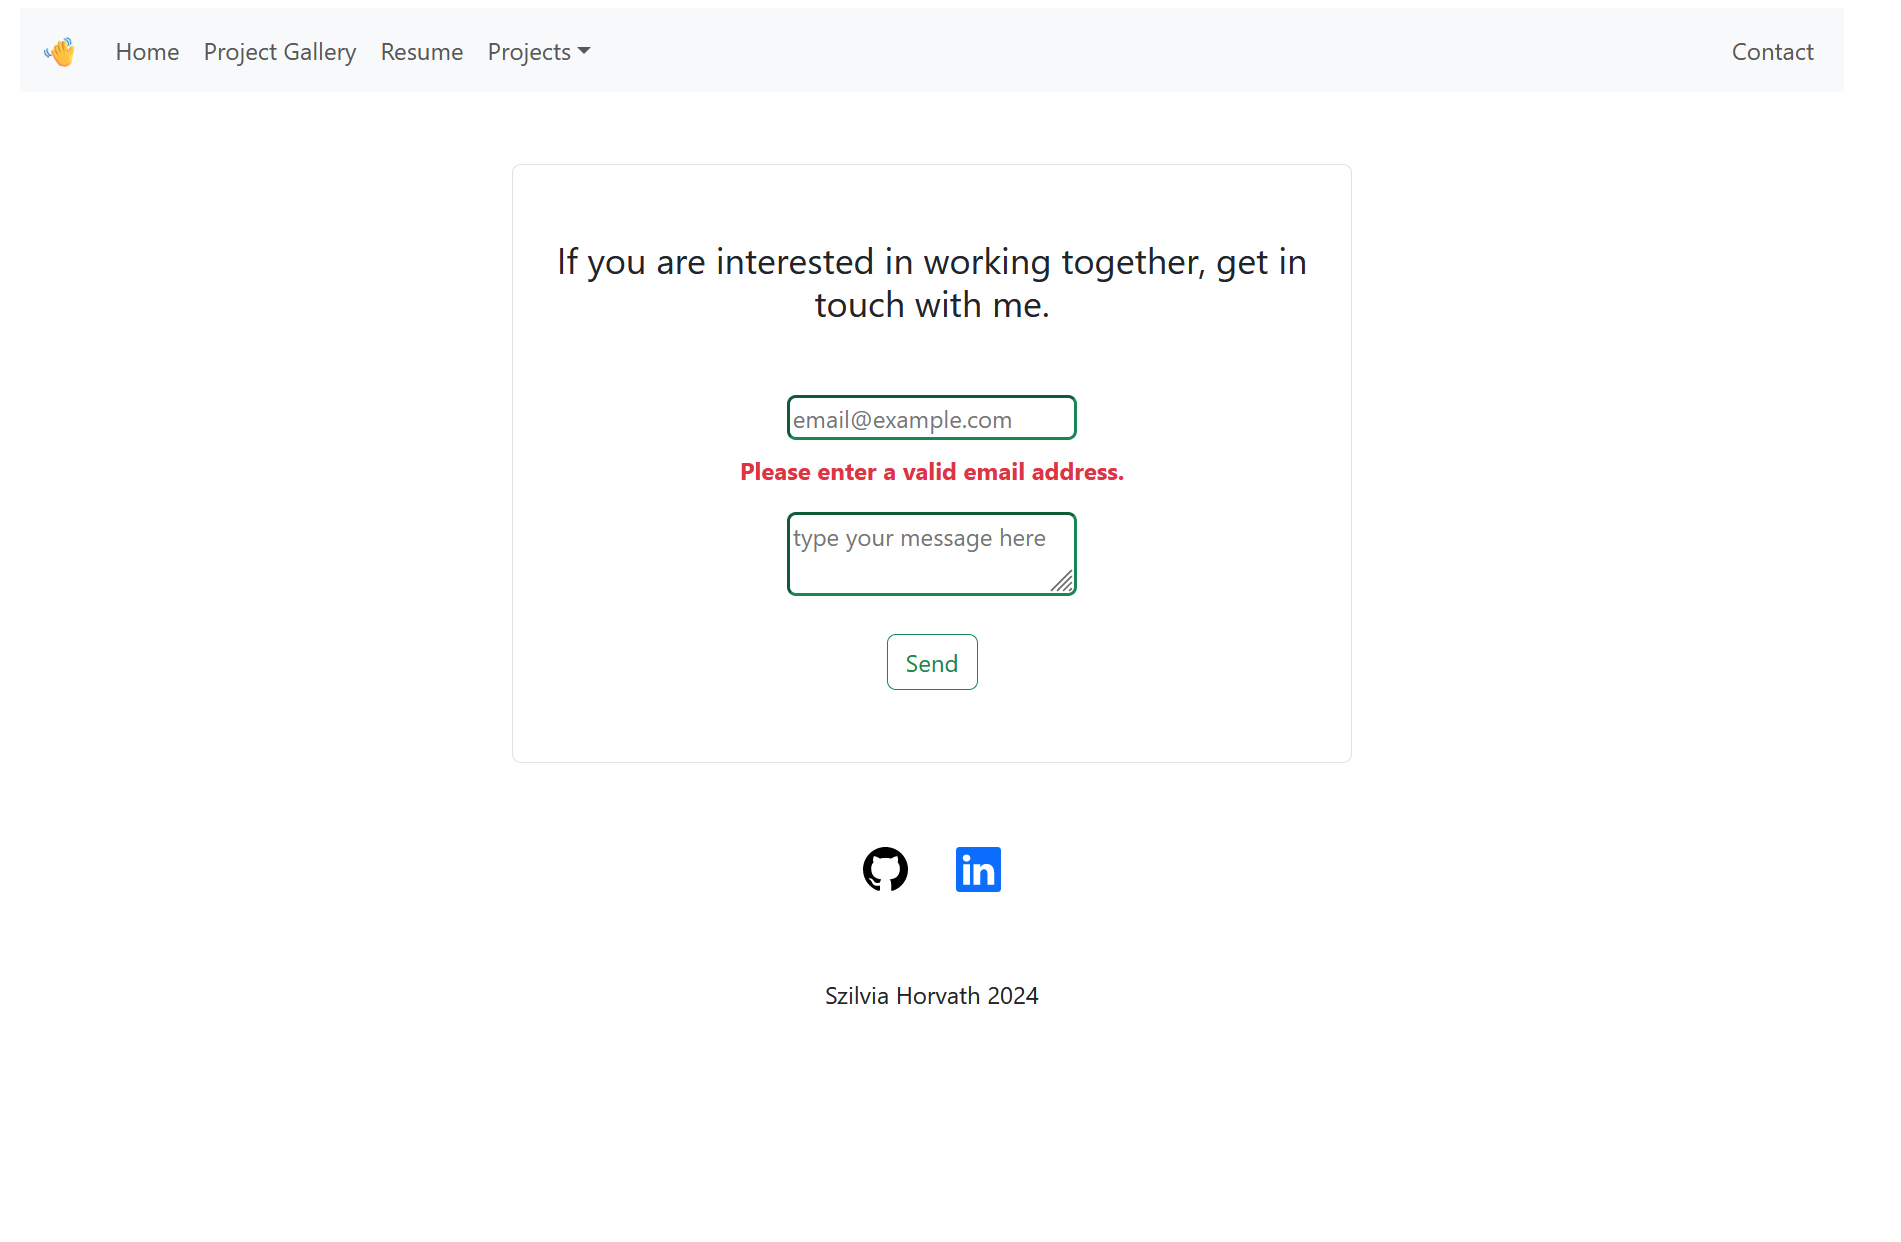 Home Project Gallery Resume Projects Contact
If you are interested in working together, get in
touch with me.
email@example.com
Please enter a valid email address.
type your message here
Send
in
Szilvia Horvath 2024